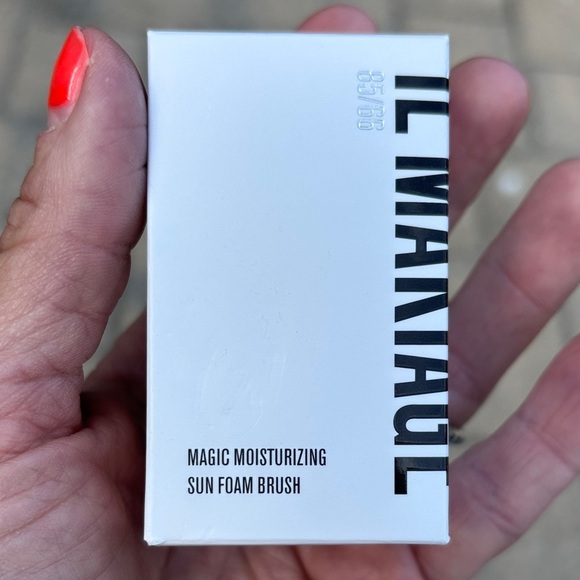 IL MAKIAGE
MAGIC MOISTURIZING
SUN FOAM BRUSH